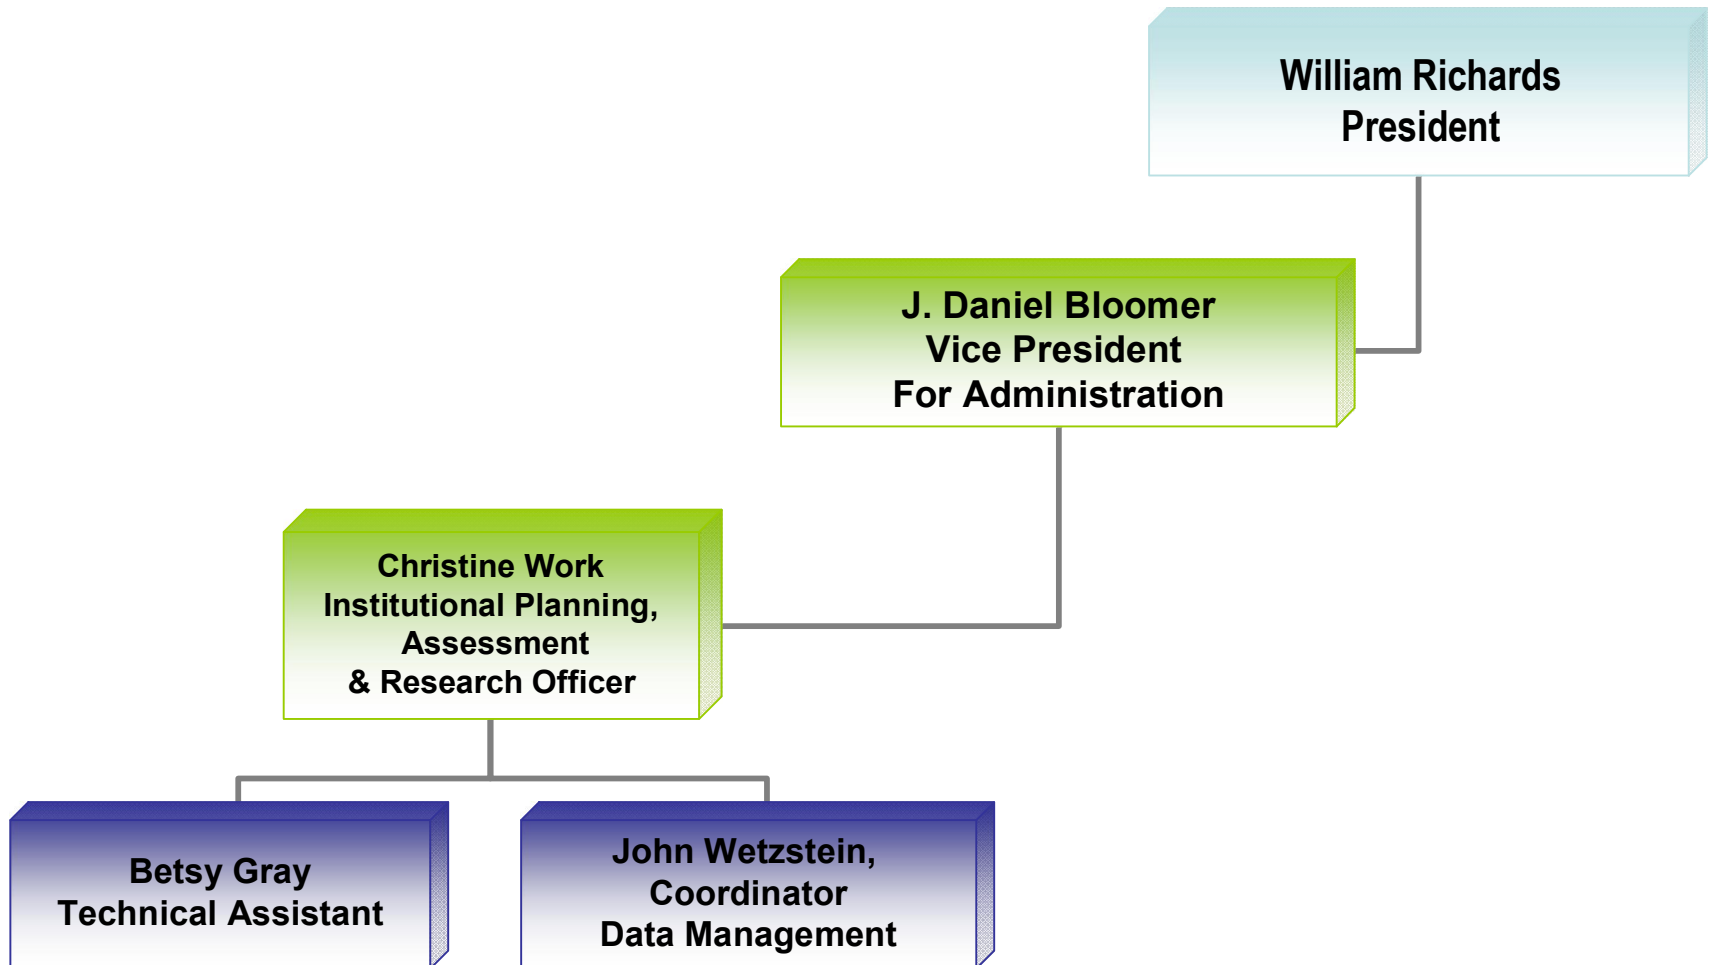 William Richards
President
J. Daniel Bloomer
Vice President
For Administration
Christine Work
Institutional Planning,
Assessment
& Research Officer
Betsy Gray
Technical Assistant
John Wetzstein,
Coordinator
Data Management